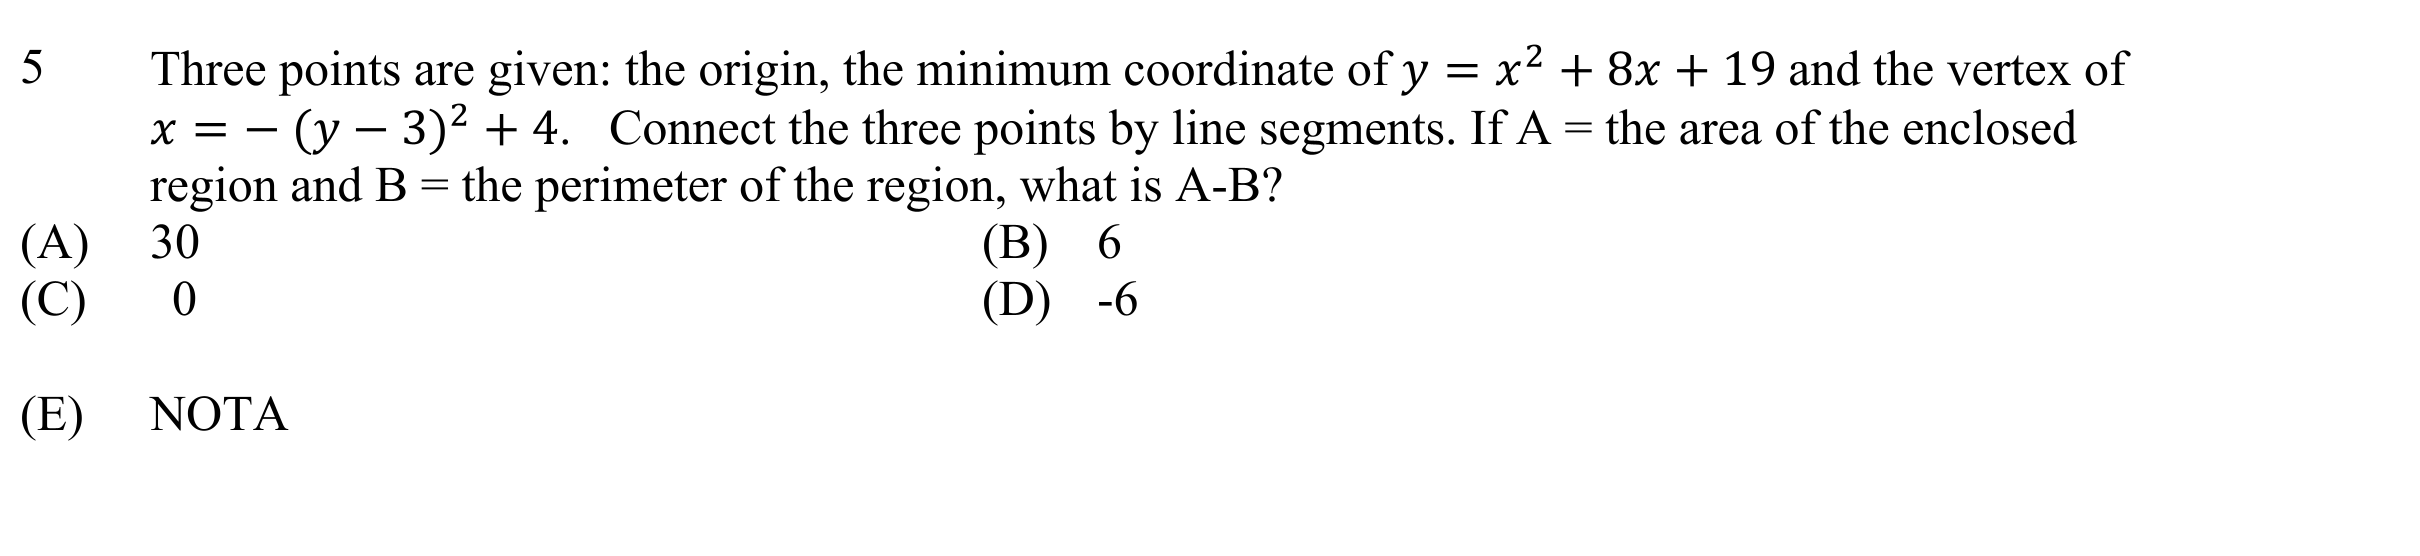 5 Three points are given: the origin, the minimum coordinate of y = x² + 8x + 19 and the vertex of
x = − (y − 3)² + 4. Connect the three points by line segments. If A = the area of the enclosed
region and B = the perimeter of the region, what is A-B?
(A) 30 (B) 6
(C) 0 (D) -6
(E) NOTA